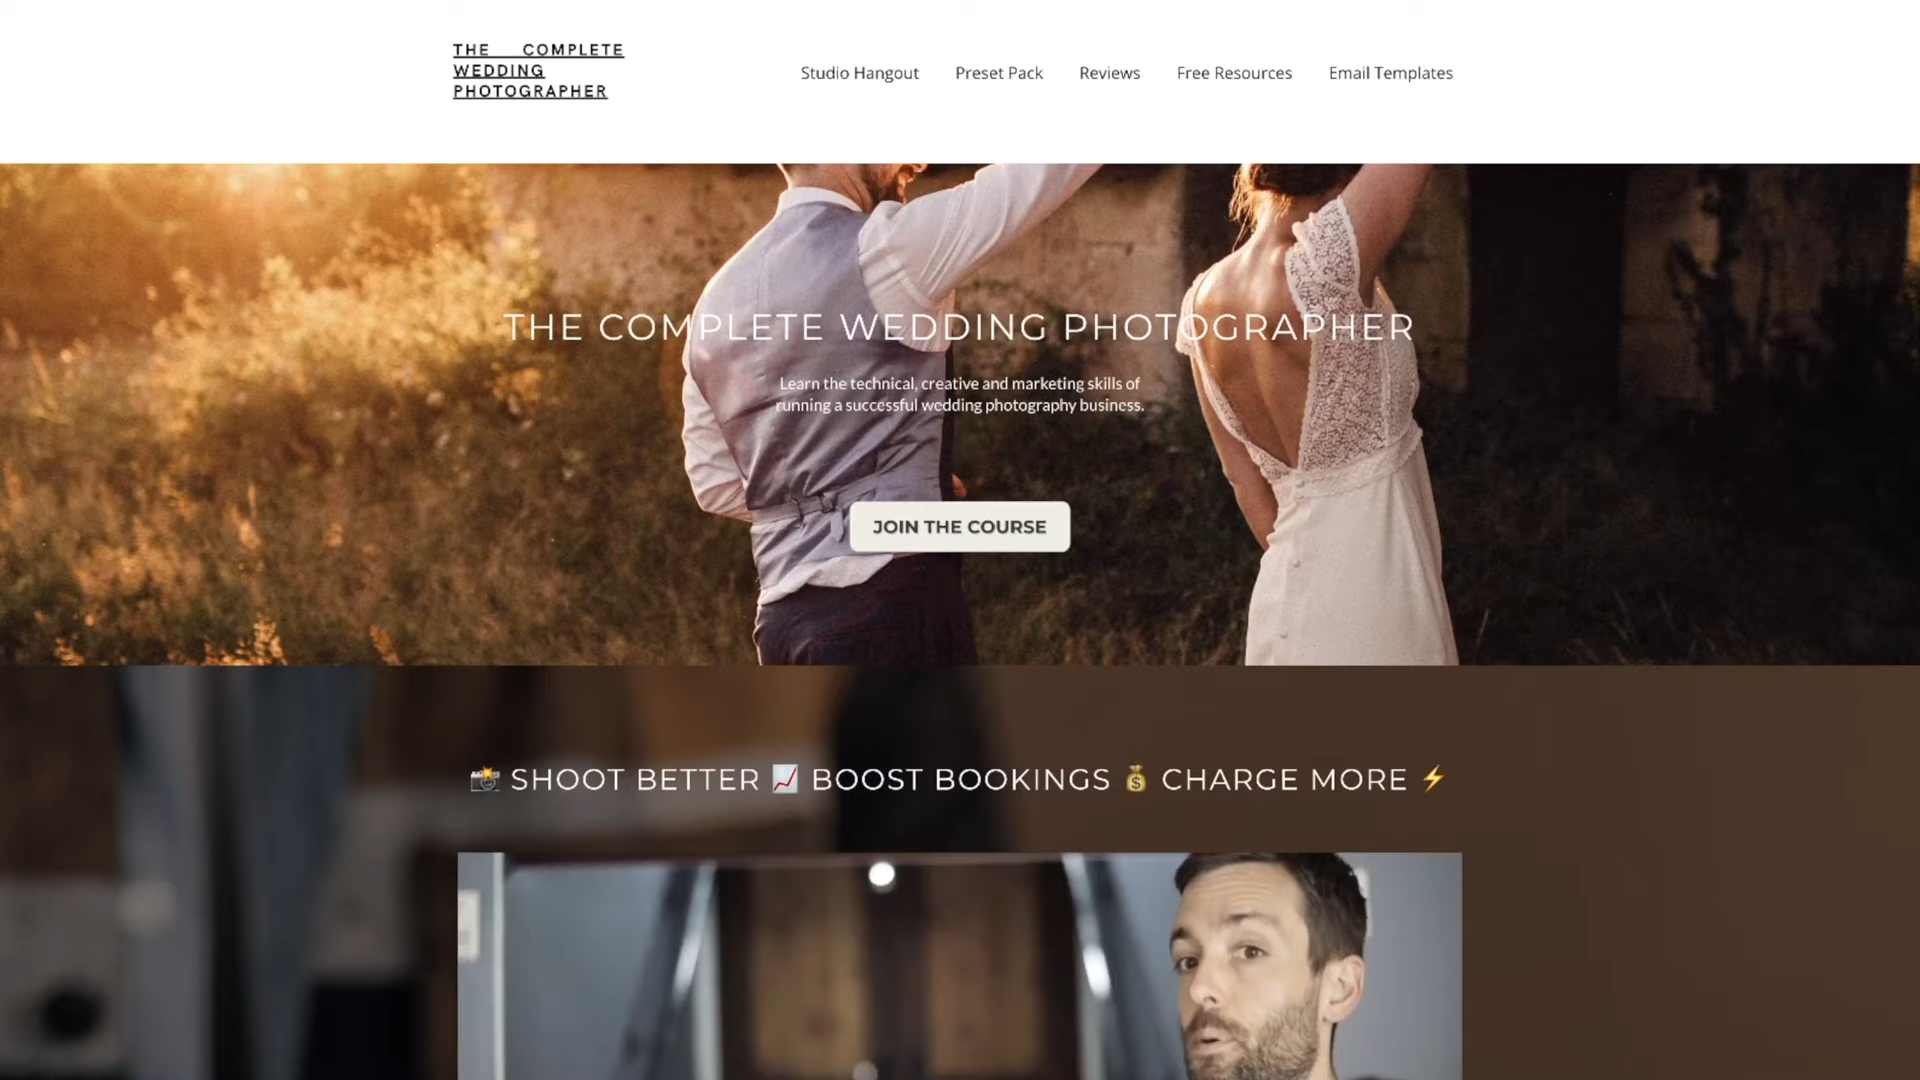 THE COMPLETE
WEDDING
PHOTOGRAPHER
Studio Hangout Preset Pack Reviews Free Resources Email Templates
THE COMPLETE WEDDING PHOTOGRAPHER
Learn the technical, creative and marketing skills of
running a successful wedding photography business.
JOIN THE COURSE
📸 SHOOT BETTER 📈 BOOST BOOKINGS 💰 CHARGE MORE ⚡